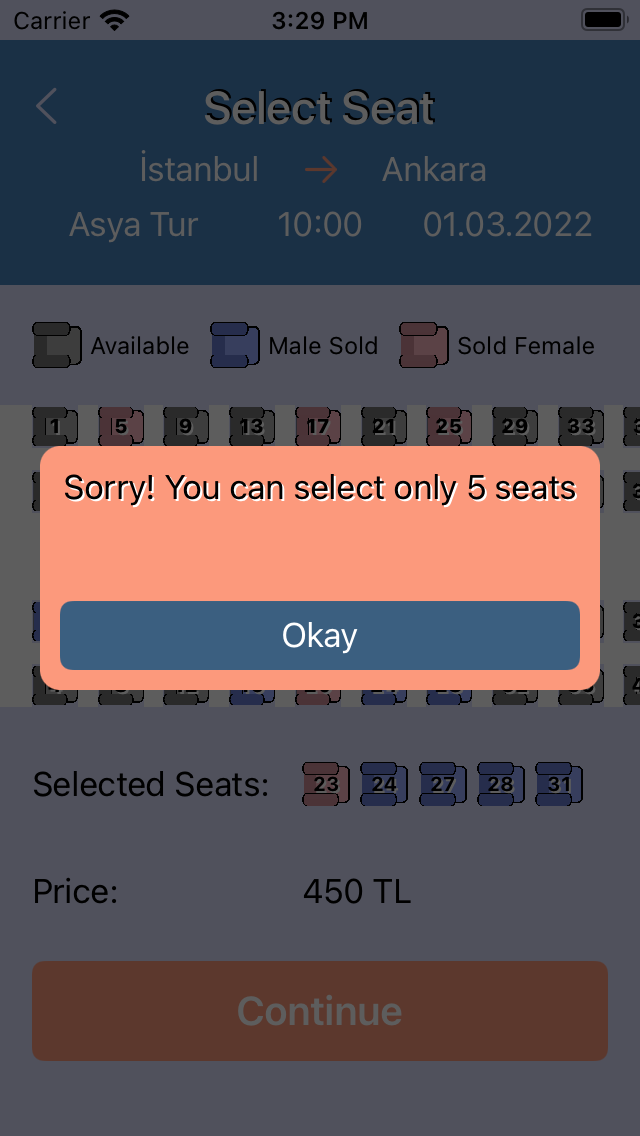 Carrier 3:29 PM
Select Seat
İstanbul → Ankara
Asya Tur 10:00 01.03.2022
Available Male Sold Sold Female
1 5 9 13 17 21 25 29 33
Sorry! You can select only 5 seats
Okay
Selected Seats: 23 24 27 28 31
Price: 450 TL
Continue